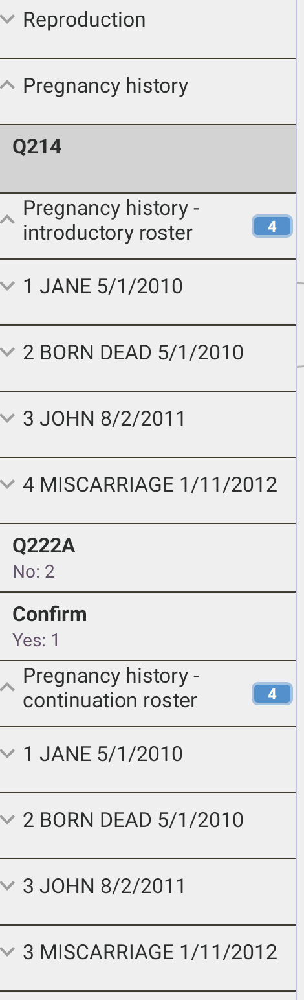 Reproduction
Pregnancy history
Q214
Pregnancy history -
introductory roster
4
1 JANE 5/1/2010
2 BORN DEAD 5/1/2010
3 JOHN 8/2/2011
4 MISCARRIAGE 1/11/2012
Q222A
No: 2
Confirm
Yes: 1
Pregnancy history -
continuation roster
4
1 JANE 5/1/2010
2 BORN DEAD 5/1/2010
3 JOHN 8/2/2011
3 MISCARRIAGE 1/11/2012